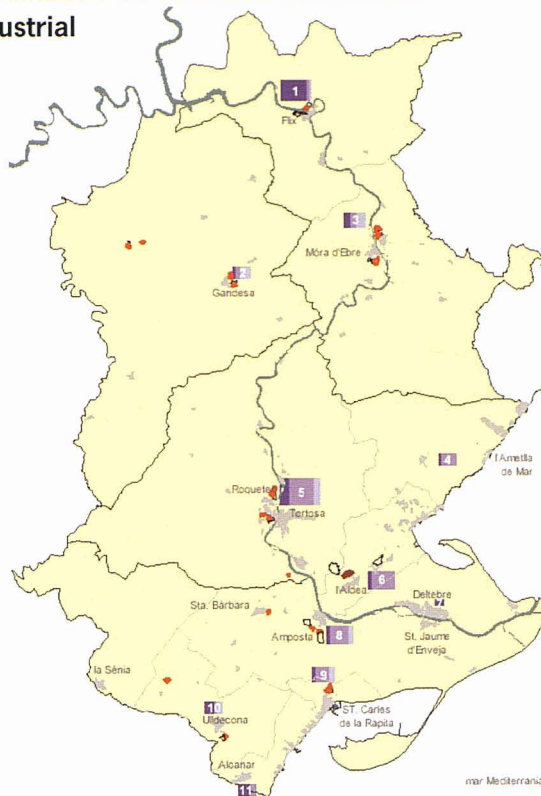 ustrial
1
Flix
3
Móra d'Ebre
2
Gandesa
4
l'Ametlla
de Mar
Roquetes
5
Tortosa
6
l'Aldea
Deltebre
Sta. Bàrbara
Amposta
8
St. Jaume
d'Enveja
9
la Sénia
10
Ulldecona
ST. Carles
de la Ràpita
Alcanar
11
mar Mediterrània